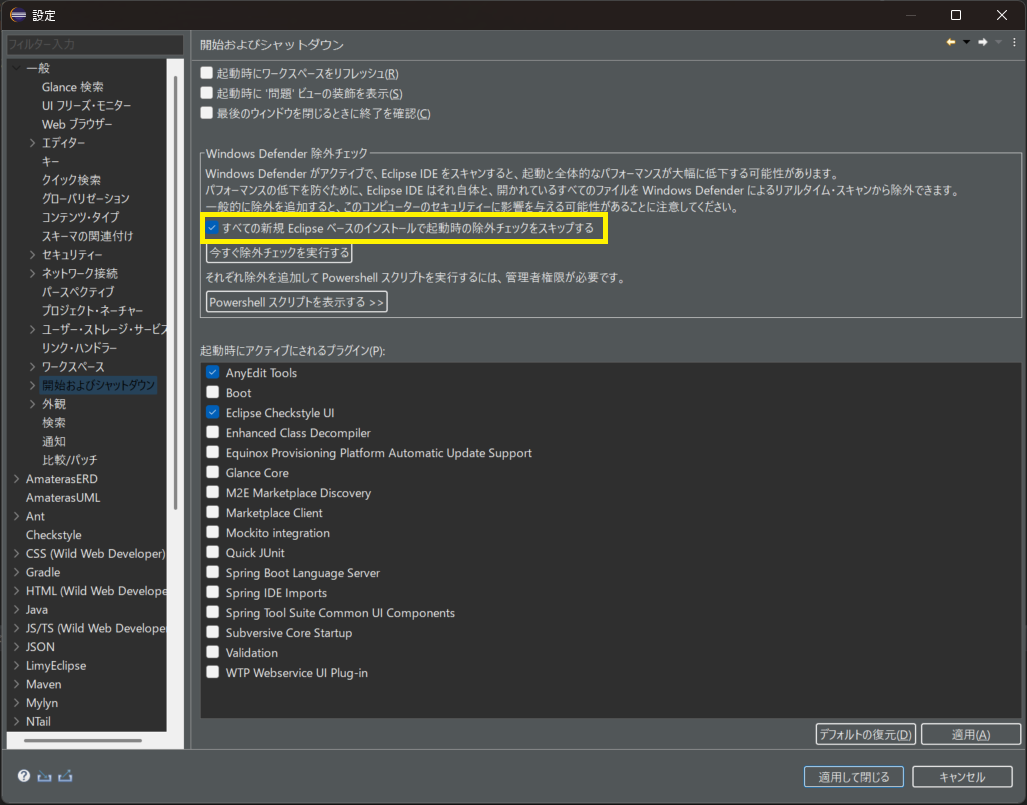 設定
フィルター入力
一般
Glance 検索
UI フリーズ・モニター
Web ブラウザー
エディター
キー
クイック検索
グローバリゼーション
コンテンツ・タイプ
スキーマの関連付け
セキュリティー
ネットワーク接続
パースペクティブ
プロジェクト・ネーチャー
ユーザー・ストレージ・サービス
リンク・ハンドラー
ワークスペース
開始およびシャットダウン
外観
検索
通知
比較/パッチ
AmaterasERD
AmaterasUML
Ant
Checkstyle
CSS (Wild Web Developer)
Gradle
HTML (Wild Web Develope
Java
JS/TS (Wild Web Develope
JSON
LimyEclipse
Maven
Mylyn
NTail
開始およびシャットダウン
起動時にワークスペースをリフレッシュ(R)
起動時に '問題' ビューの装飾を表示(S)
最後のウィンドウを閉じるときに終了を確認(C)
Windows Defender 除外チェック
Windows Defender がアクティブで、Eclipse IDE をスキャンすると、起動と全体的なパフォーマンスが大幅に低下する可能性があります。
パフォーマンスの低下を防ぐために、Eclipse IDE はそれ自体と、開かれているすべてのファイルを Windows Defender によるリアルタイム・スキャンから除外できます。
一般的に除外を追加すると、このコンピューターのセキュリティーに影響を与える可能性があることに注意してください。
すべての新規 Eclipse ベースのインストールで起動時の除外チェックをスキップする
今すぐ除外チェックを実行する
それぞれ除外を追加して Powershell スクリプトを実行するには、管理者権限が必要です。
Powershell スクリプトを表示する >>
起動時にアクティブにされるプラグイン(P):
AnyEdit Tools
Boot
Eclipse Checkstyle UI
Enhanced Class Decompiler
Equinox Provisioning Platform Automatic Update Support
Glance Core
M2E Marketplace Discovery
Marketplace Client
Mockito integration
Quick JUnit
Spring Boot Language Server
Spring IDE Imports
Spring Tool Suite Common UI Components
Subversive Core Startup
Validation
WTP Webservice UI Plug-in
デフォルトの復元(D)
適用(A)
適用して閉じる
キャンセル